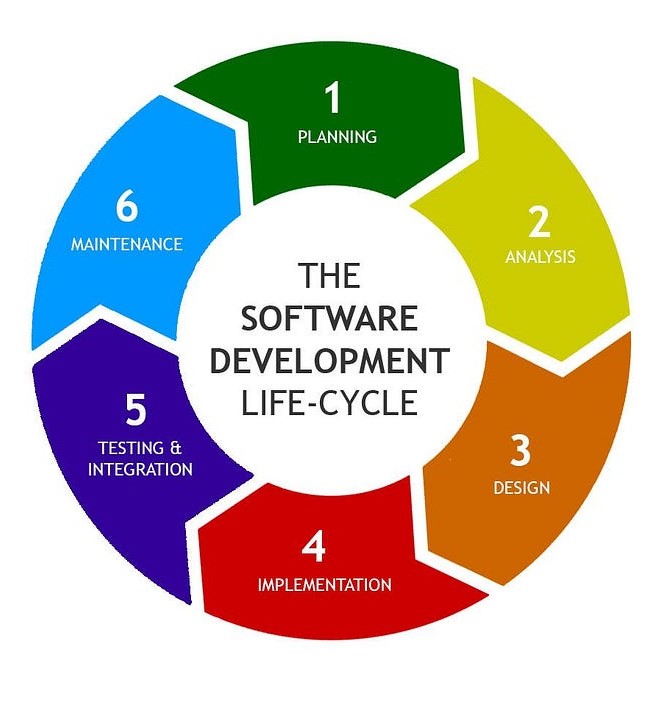 1
PLANNING
2
ANALYSIS
3
DESIGN
4
IMPLEMENTATION
5
TESTING &
INTEGRATION
6
MAINTENANCE
THE
SOFTWARE
DEVELOPMENT
LIFE-CYCLE